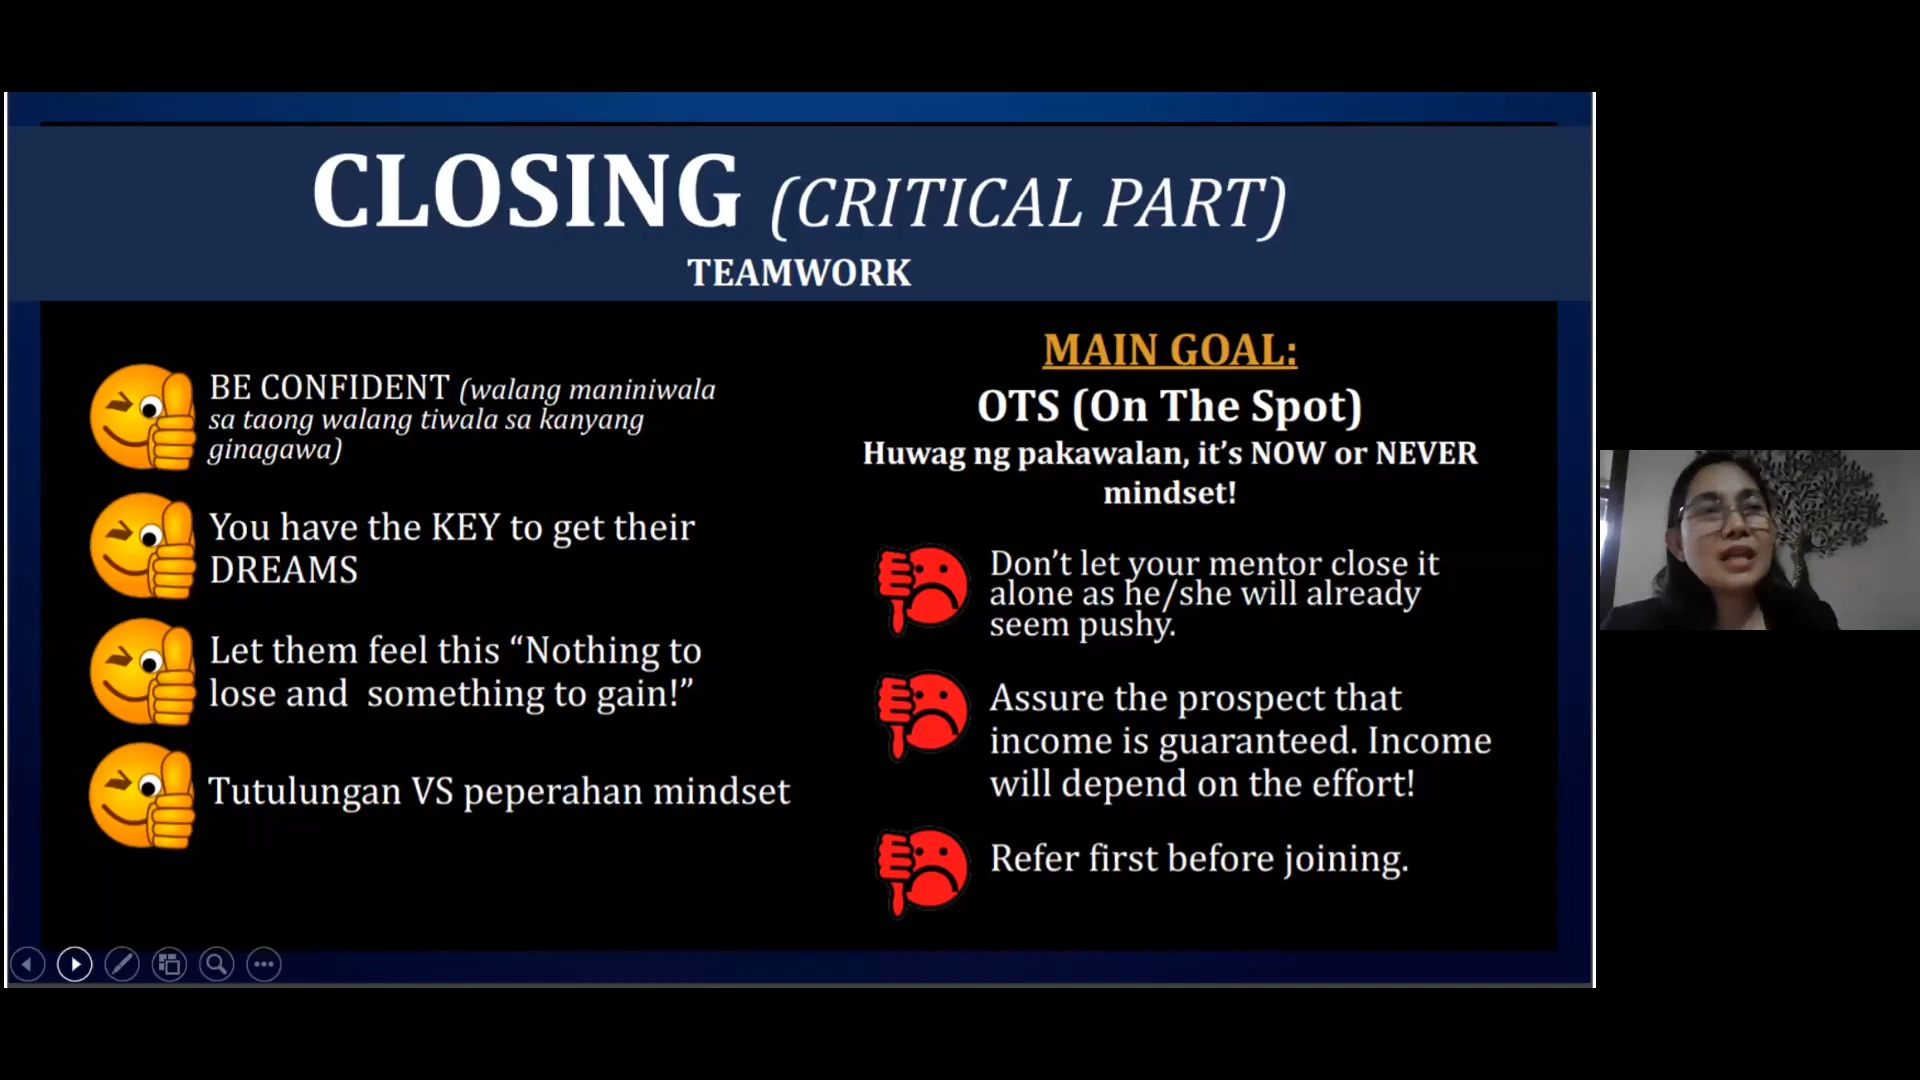 CLOSING (CRITICAL PART)
TEAMWORK
BE CONFIDENT (walang maniniwala
sa taong walang tiwala sa kanyang
ginagawa)
You have the KEY to get their
DREAMS
Let them feel this “Nothing to
lose and something to gain!”
Tutulungan VS peperahan mindset
MAIN GOAL:
OTS (On The Spot)
Huwag ng pakawalan, it’s NOW or NEVER
mindset!
Don’t let your mentor close it
alone as he/she will already
seem pushy.
Assure the prospect that
income is guaranteed. Income
will depend on the effort!
Refer first before joining.